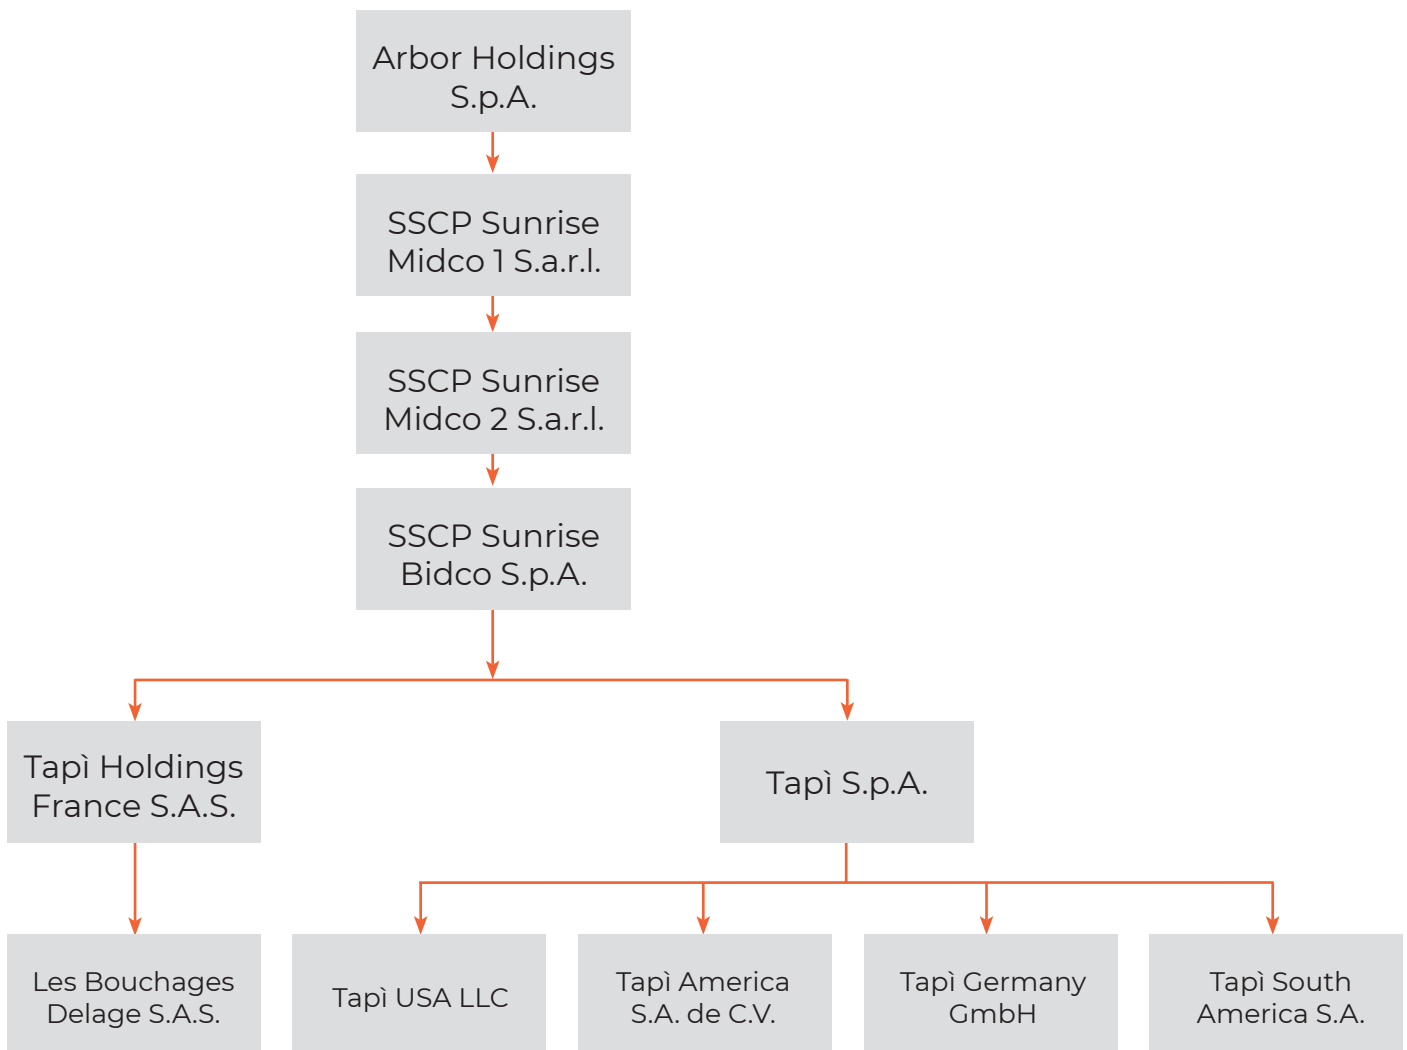 Arbor Holdings
S.p.A.
SSCP Sunrise
Midco 1 S.a.r.l.
SSCP Sunrise
Midco 2 S.a.r.l.
SSCP Sunrise
Bidco S.p.A.
Tapì Holdings
France S.A.S.
Tapì S.p.A.
Les Bouchages
Delage S.A.S.
Tapì USA LLC
Tapì America
S.A. de C.V.
Tapì Germany
GmbH
Tapì South
America S.A.